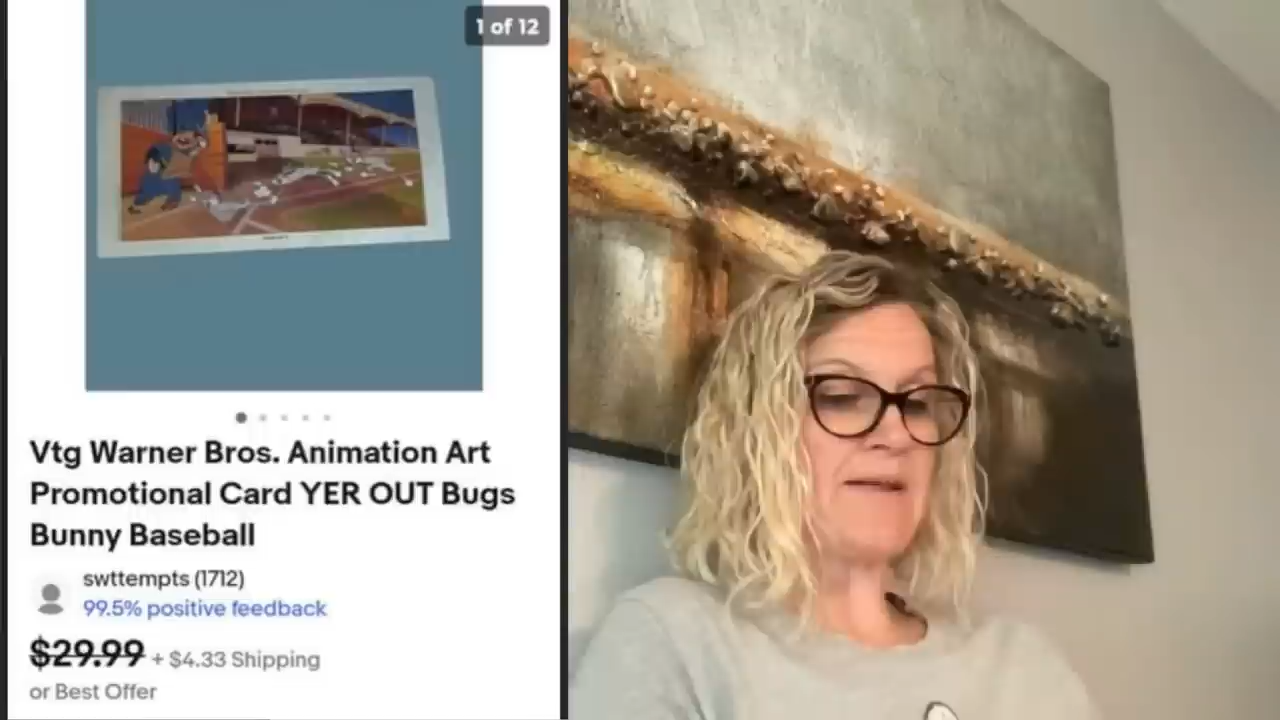 1 of 12
Vtg Warner Bros. Animation Art
Promotional Card YER OUT Bugs
Bunny Baseball
swttempts (1712)
99.5% positive feedback
$29.99 + $4.33 Shipping
or Best Offer